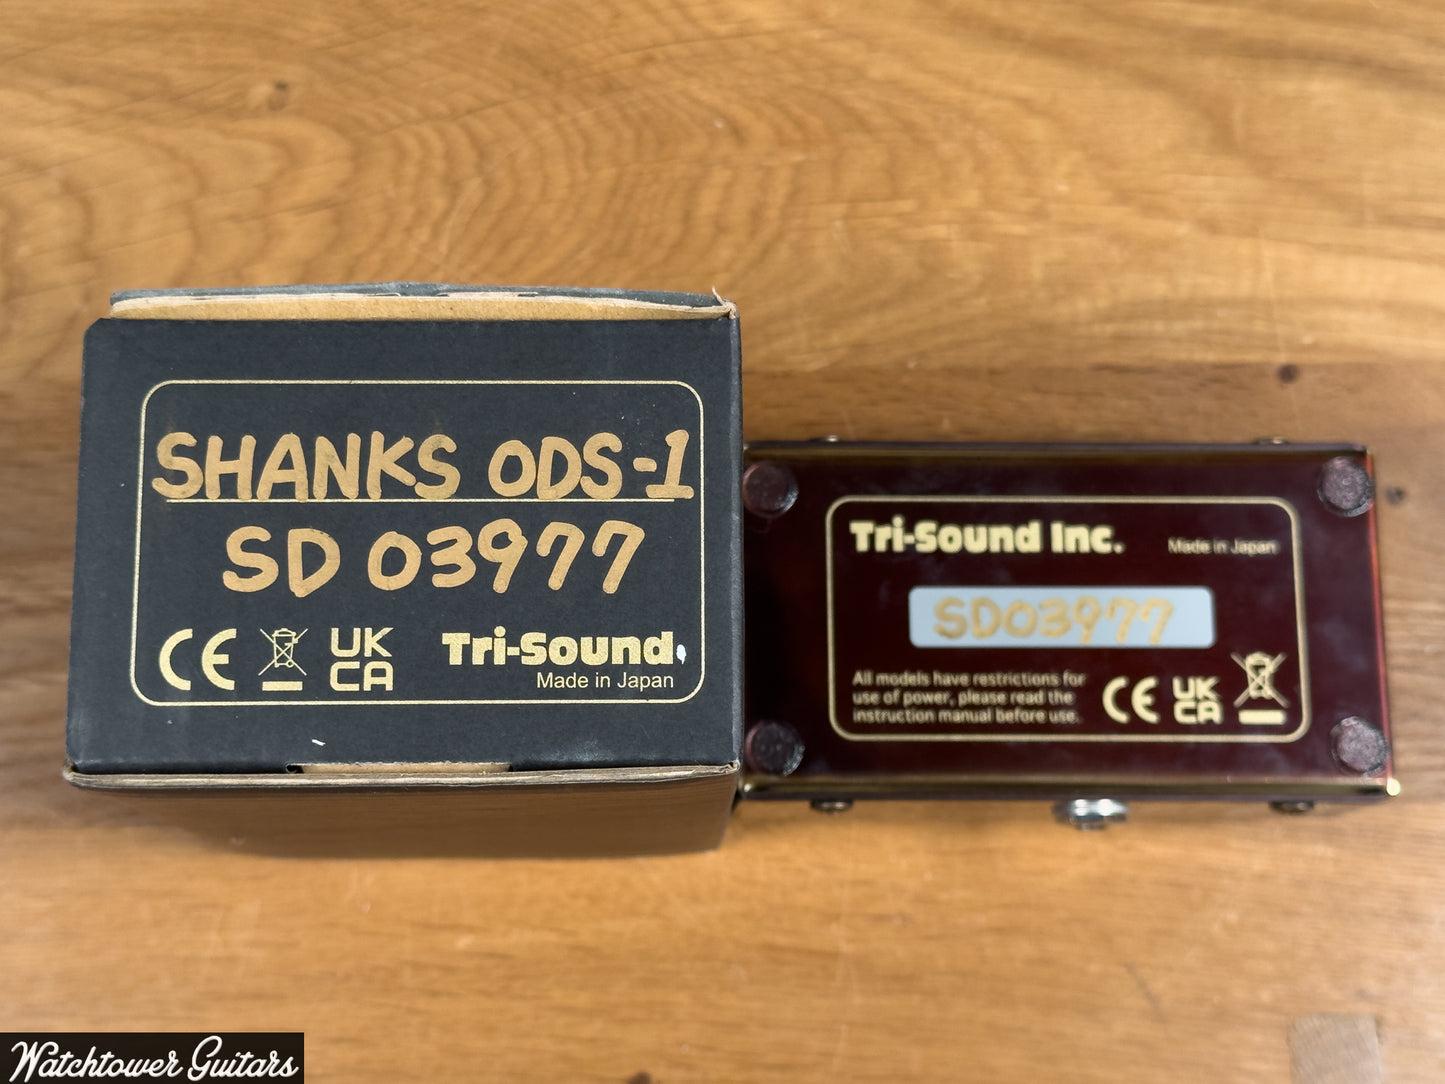 SHANKS ODS-1
SD 03977
CE UK CA
Tri-Sound
Made in Japan
Tri-Sound Inc.
Made in Japan
SD03977
All models have restrictions for
use of power, please read the
instruction manual before use.
CE UK CA
Watchtower Guitars